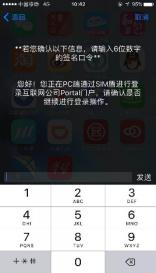 中国移动 4G 10:42 95%
返回 取消
**若您确认以下信息，请输入6位数字
的签名口令**
您好！您正在PC端通过SIM盾进行登
录互联网公司Portal门户，请确认是否
继续进行登录操作。
发送
1 2 3
ABC DEF
4 5 6
GHI JKL MNO
7 8 9
PQRS TUV WXYZ
+*# 0